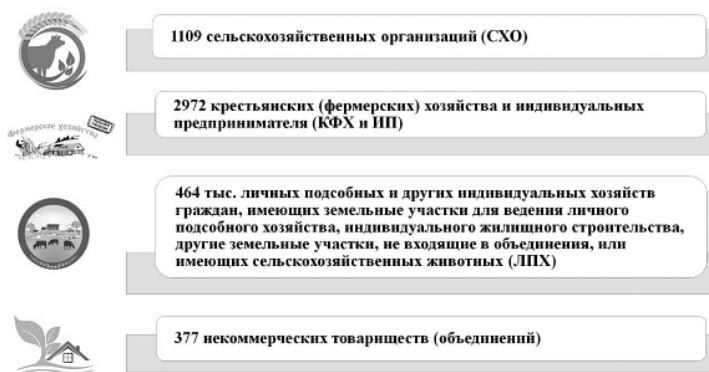 1109 сельскохозяйственных организаций (СХО)
фермерское хозяйство
2972 крестьянских (фермерских) хозяйства и индивидуальных
предпринимателя (КФХ и ИП)
464 тыс. личных подсобных и других индивидуальных хозяйств
граждан, имеющих земельные участки для ведения личного
подсобного хозяйства, индивидуального жилищного строительства,
другие земельные участки, не входящие в объединения, или
имеющих сельскохозяйственных животных (ЛПХ)
377 некоммерческих товариществ (объединений)